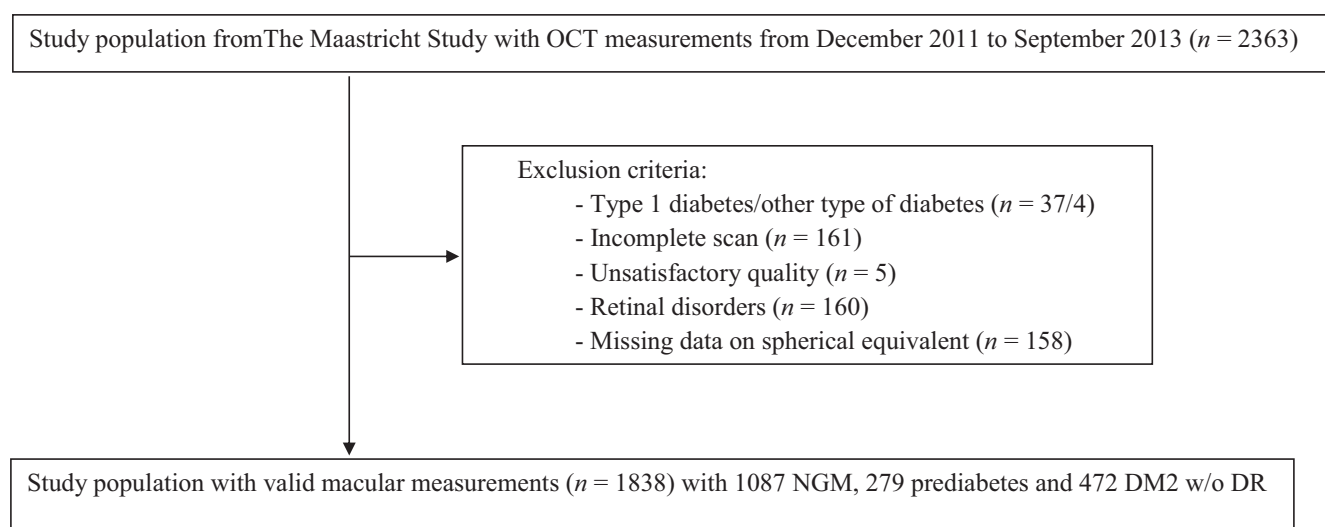 Study population fromThe Maastricht Study with OCT measurements from December 2011 to September 2013 (n = 2363)
Exclusion criteria:
- Type 1 diabetes/other type of diabetes (n = 37/4)
- Incomplete scan (n = 161)
- Unsatisfactory quality (n = 5)
- Retinal disorders (n = 160)
- Missing data on spherical equivalent (n = 158)
Study population with valid macular measurements (n = 1838) with 1087 NGM, 279 prediabetes and 472 DM2 w/o DR